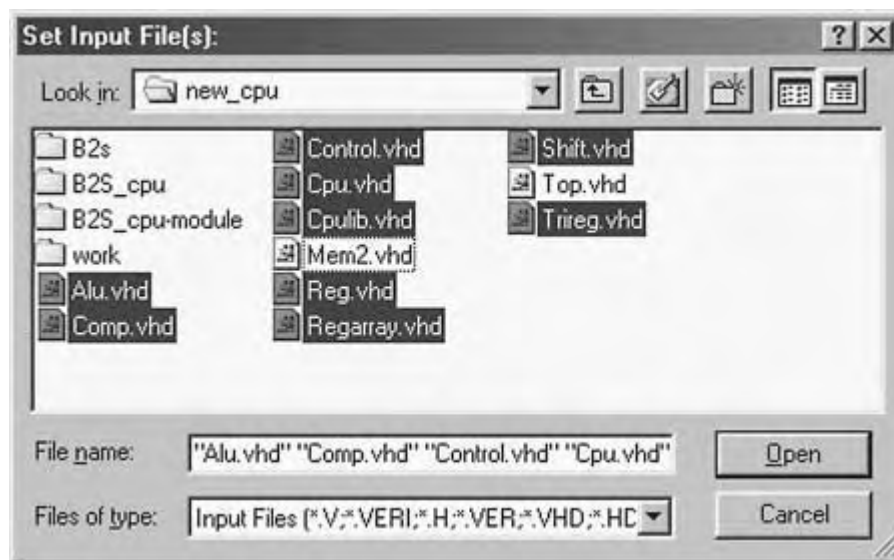 Set Input File(s):
Look in: new_cpu
B2s
B2S_cpu
B2S_cpu-module
work
Alu.vhd
Comp.vhd
Control.vhd
Cpu.vhd
Cpulib.vhd
Mem2.vhd
Reg.vhd
Regarray.vhd
Shift.vhd
Top.vhd
Trireg.vhd
File name: "Alu.vhd" "Comp.vhd" "Control.vhd" "Cpu.vhd"
Open
Files of type: Input Files (*.V;*.VERI;*.H;*.VER;*.VHD;*.HD
Cancel